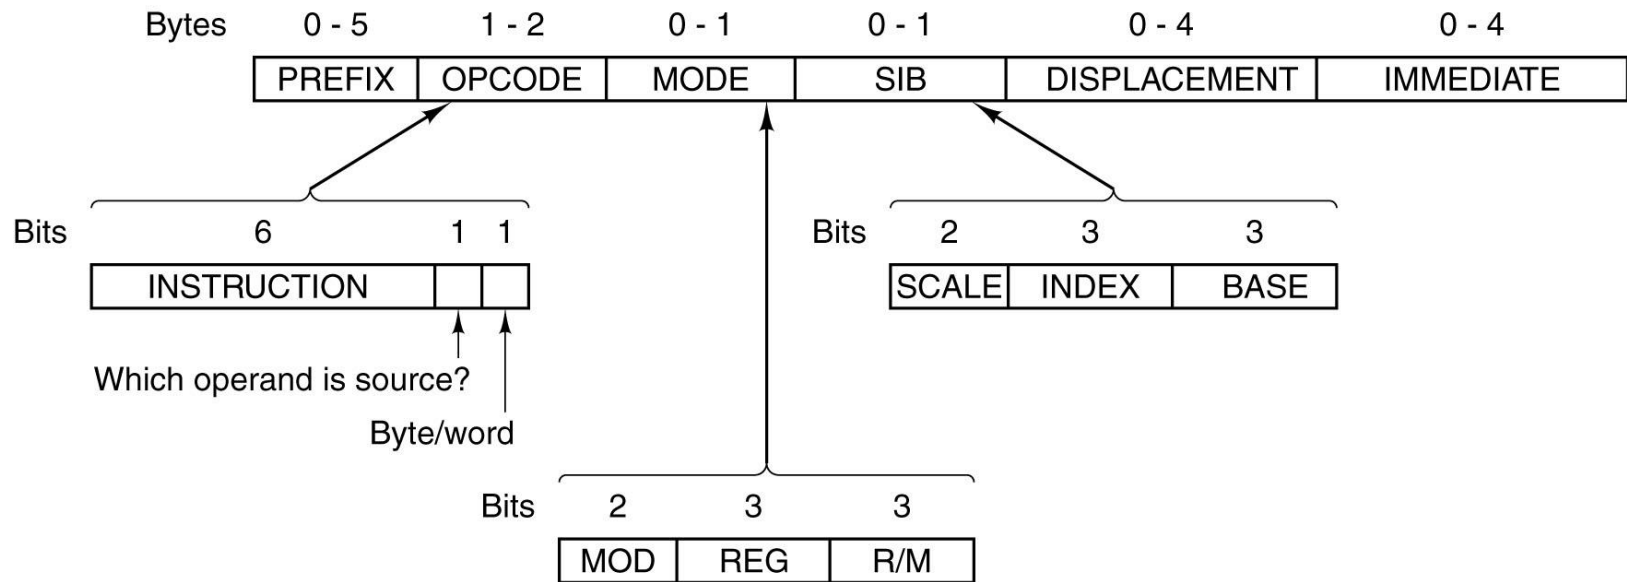 Bytes 0 - 5 1 - 2 0 - 1 0 - 1 0 - 4 0 - 4
PREFIX OPCODE MODE SIB DISPLACEMENT IMMEDIATE
Bits 6 1 1
INSTRUCTION
Which operand is source?
Byte/word
Bits 2 3 3
SCALE INDEX BASE
Bits 2 3 3
MOD REG R/M